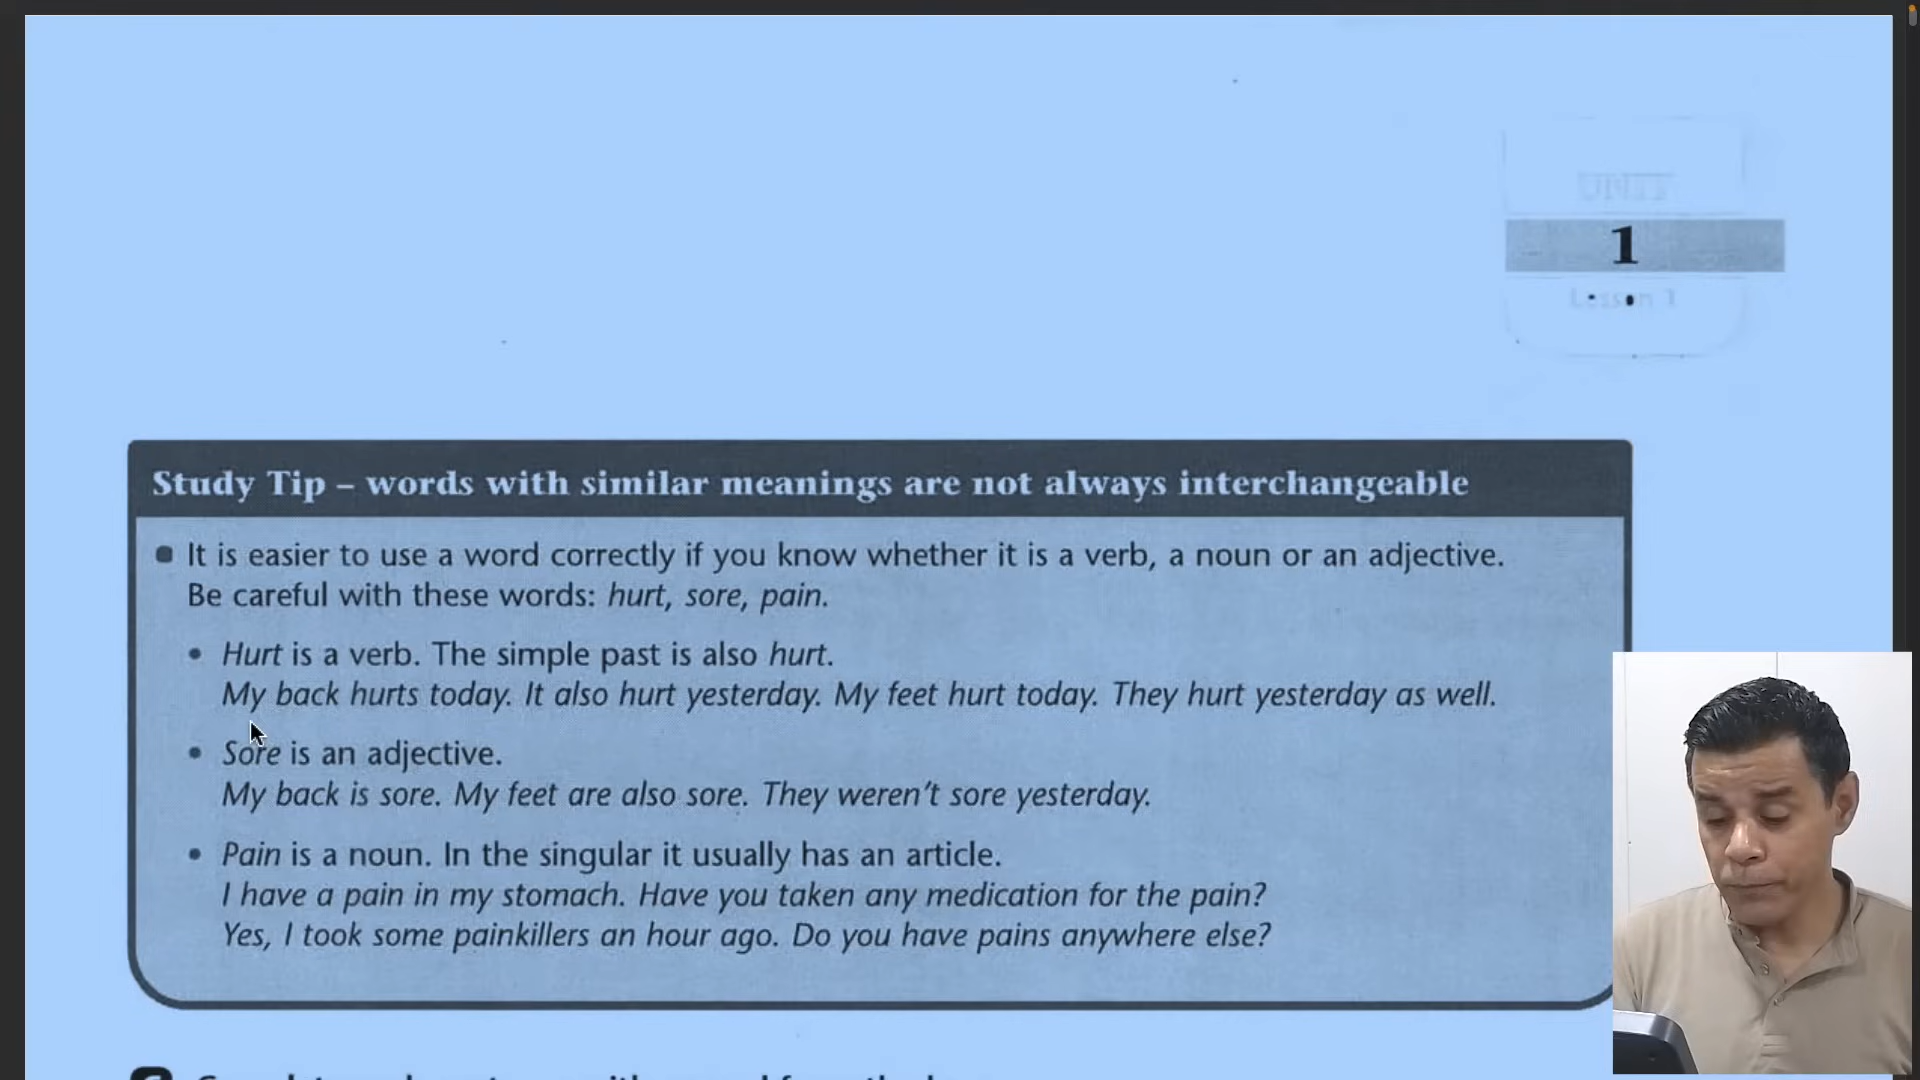 UNIT
1
Lesson 1
Study Tip – words with similar meanings are not always interchangeable
It is easier to use a word correctly if you know whether it is a verb, a noun or an adjective.
Be careful with these words: hurt, sore, pain.
• Hurt is a verb. The simple past is also hurt.
My back hurts today. It also hurt yesterday. My feet hurt today. They hurt yesterday as well.
• Sore is an adjective.
My back is sore. My feet are also sore. They weren't sore yesterday.
• Pain is a noun. In the singular it usually has an article.
I have a pain in my stomach. Have you taken any medication for the pain?
Yes, I took some painkillers an hour ago. Do you have pains anywhere else?